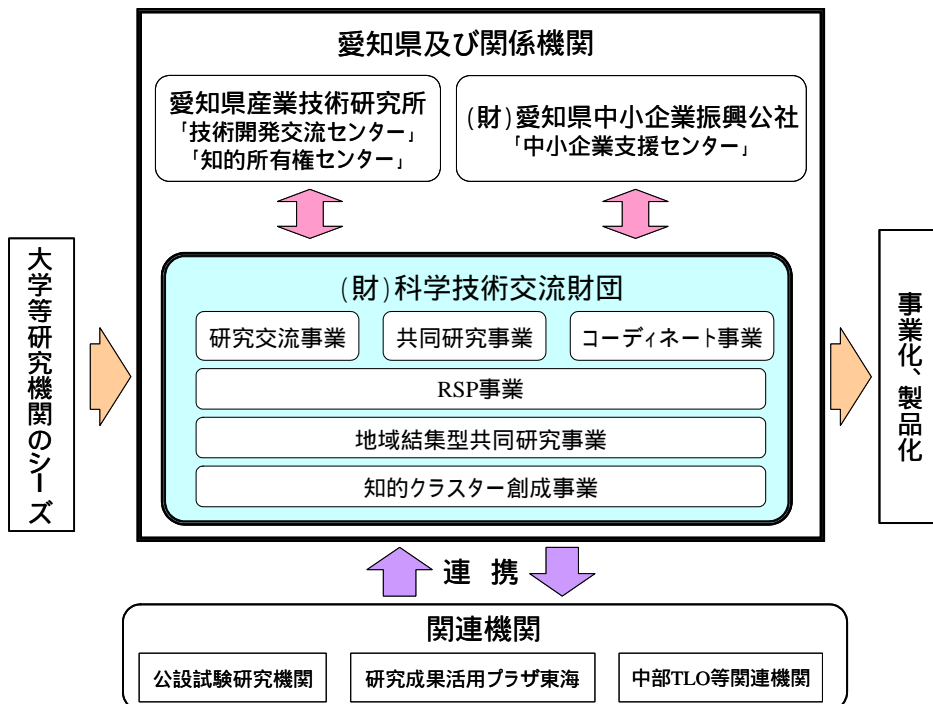 愛知県及び関係機関
愛知県産業技術研究所
「技術開発交流センター」
「知的所有権センター」
(財)愛知県中小企業振興公社
「中小企業支援センター」
大学等研究機関のシーズ
(財)科学技術交流財団
研究交流事業
共同研究事業
コーディネート事業
RSP事業
地域結集型共同研究事業
知的クラスター創成事業
事業化、製品化
連 携
関連機関
公設試験研究機関
研究成果活用プラザ東海
中部TLO等関連機関